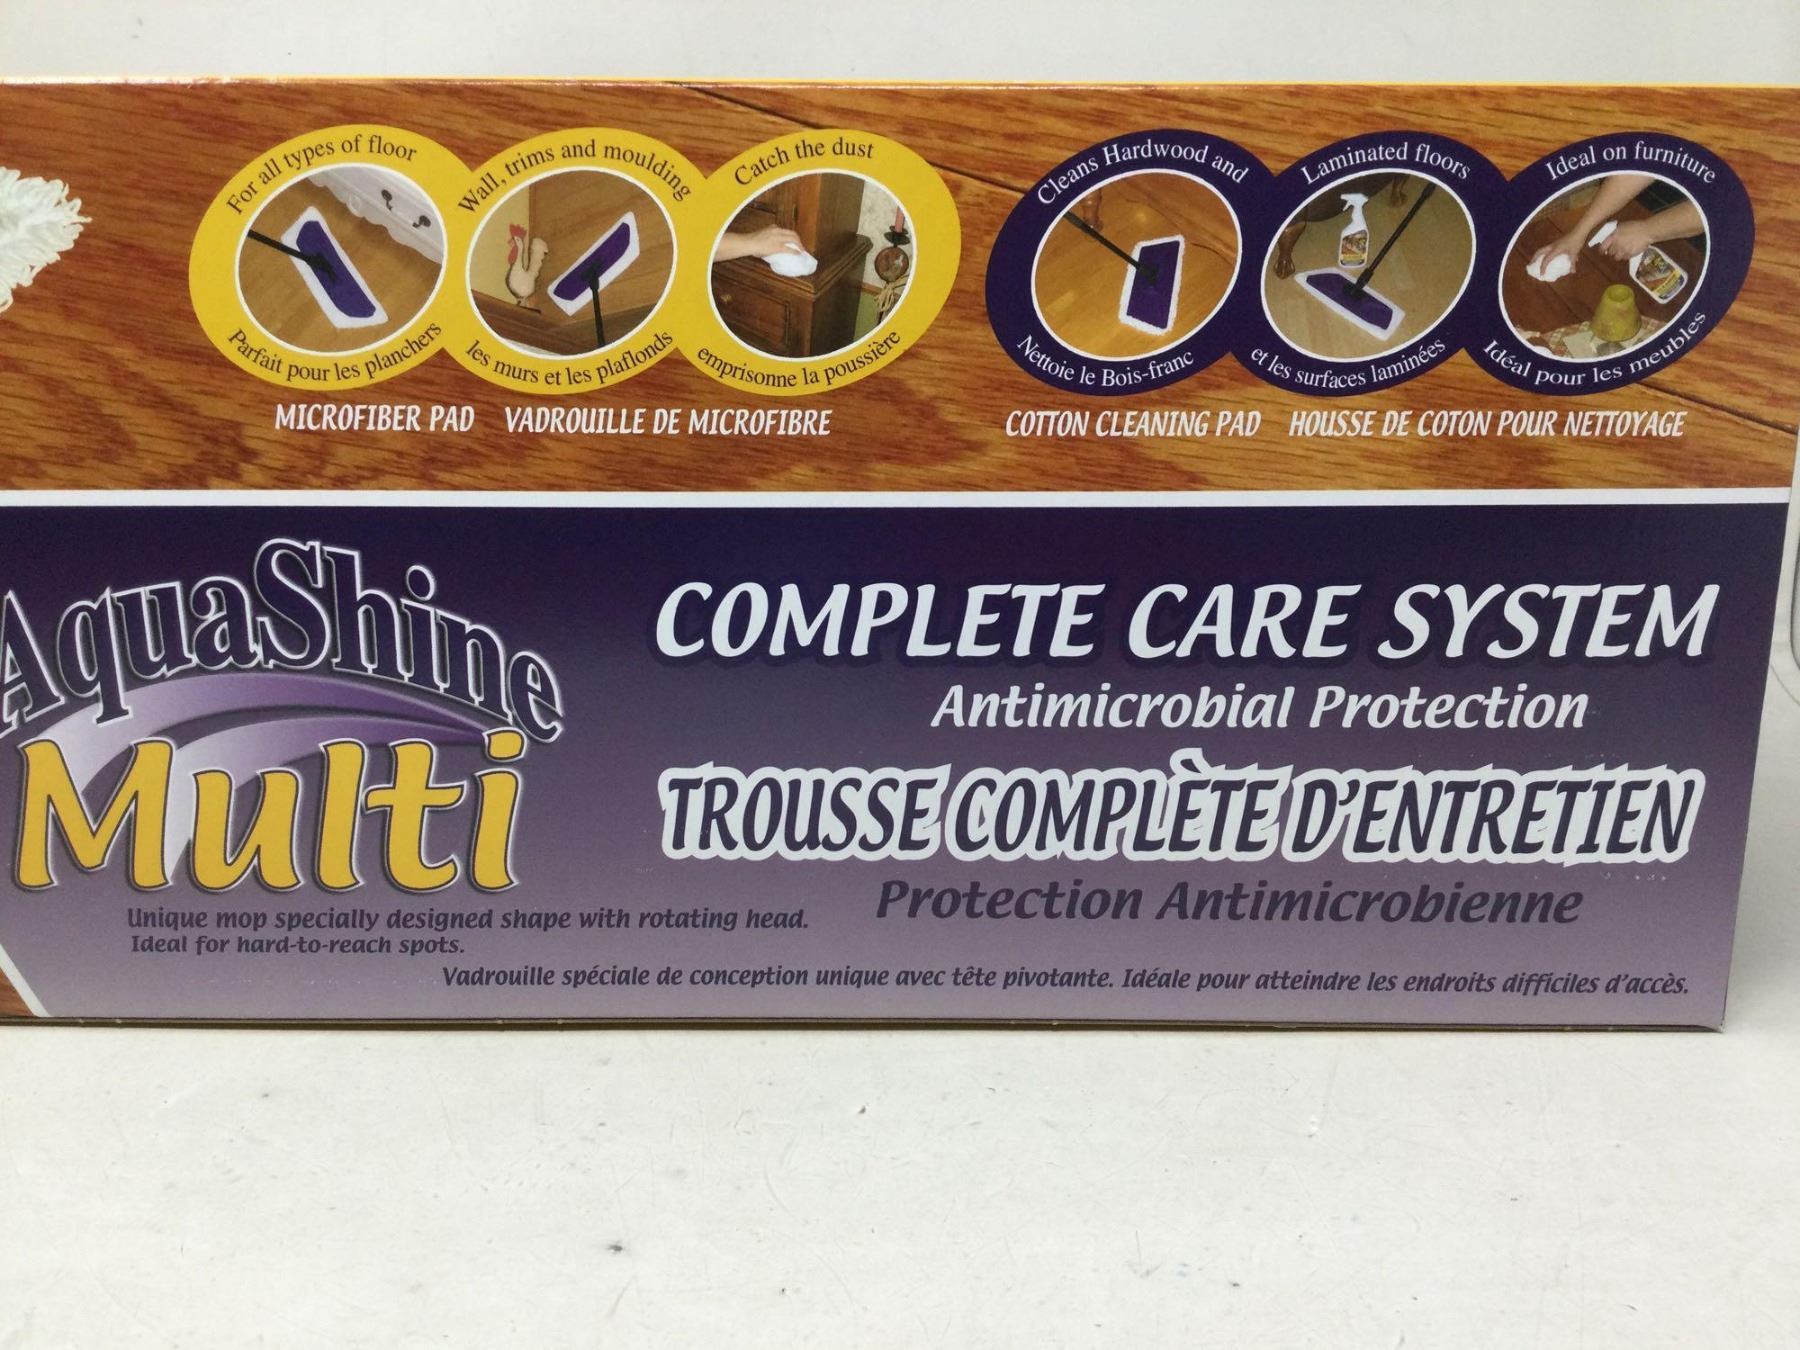 For all types of floor
Parfait pour les planchers
Wall, trims and moulding
les murs et les plaflonds
Catch the dust
emprisonne la poussière
MICROFIBER PAD VADROUILLE DE MICROFIBRE
Cleans Hardwood and
Nettoie le Bois-franc
Laminated floors
et les surfaces laminées
Ideal on furniture
Idéal pour les meubles
COTTON CLEANING PAD HOUSSE DE COTON POUR NETTOYAGE
AquaShine
Multi
COMPLETE CARE SYSTEM
Antimicrobial Protection
TROUSSE COMPLÈTE D'ENTRETIEN
Protection Antimicrobienne
Unique mop specially designed shape with rotating head.
Ideal for hard-to-reach spots.
Vadrouille spéciale de conception unique avec tête pivotante. Idéale pour atteindre les endroits difficiles d'accès.